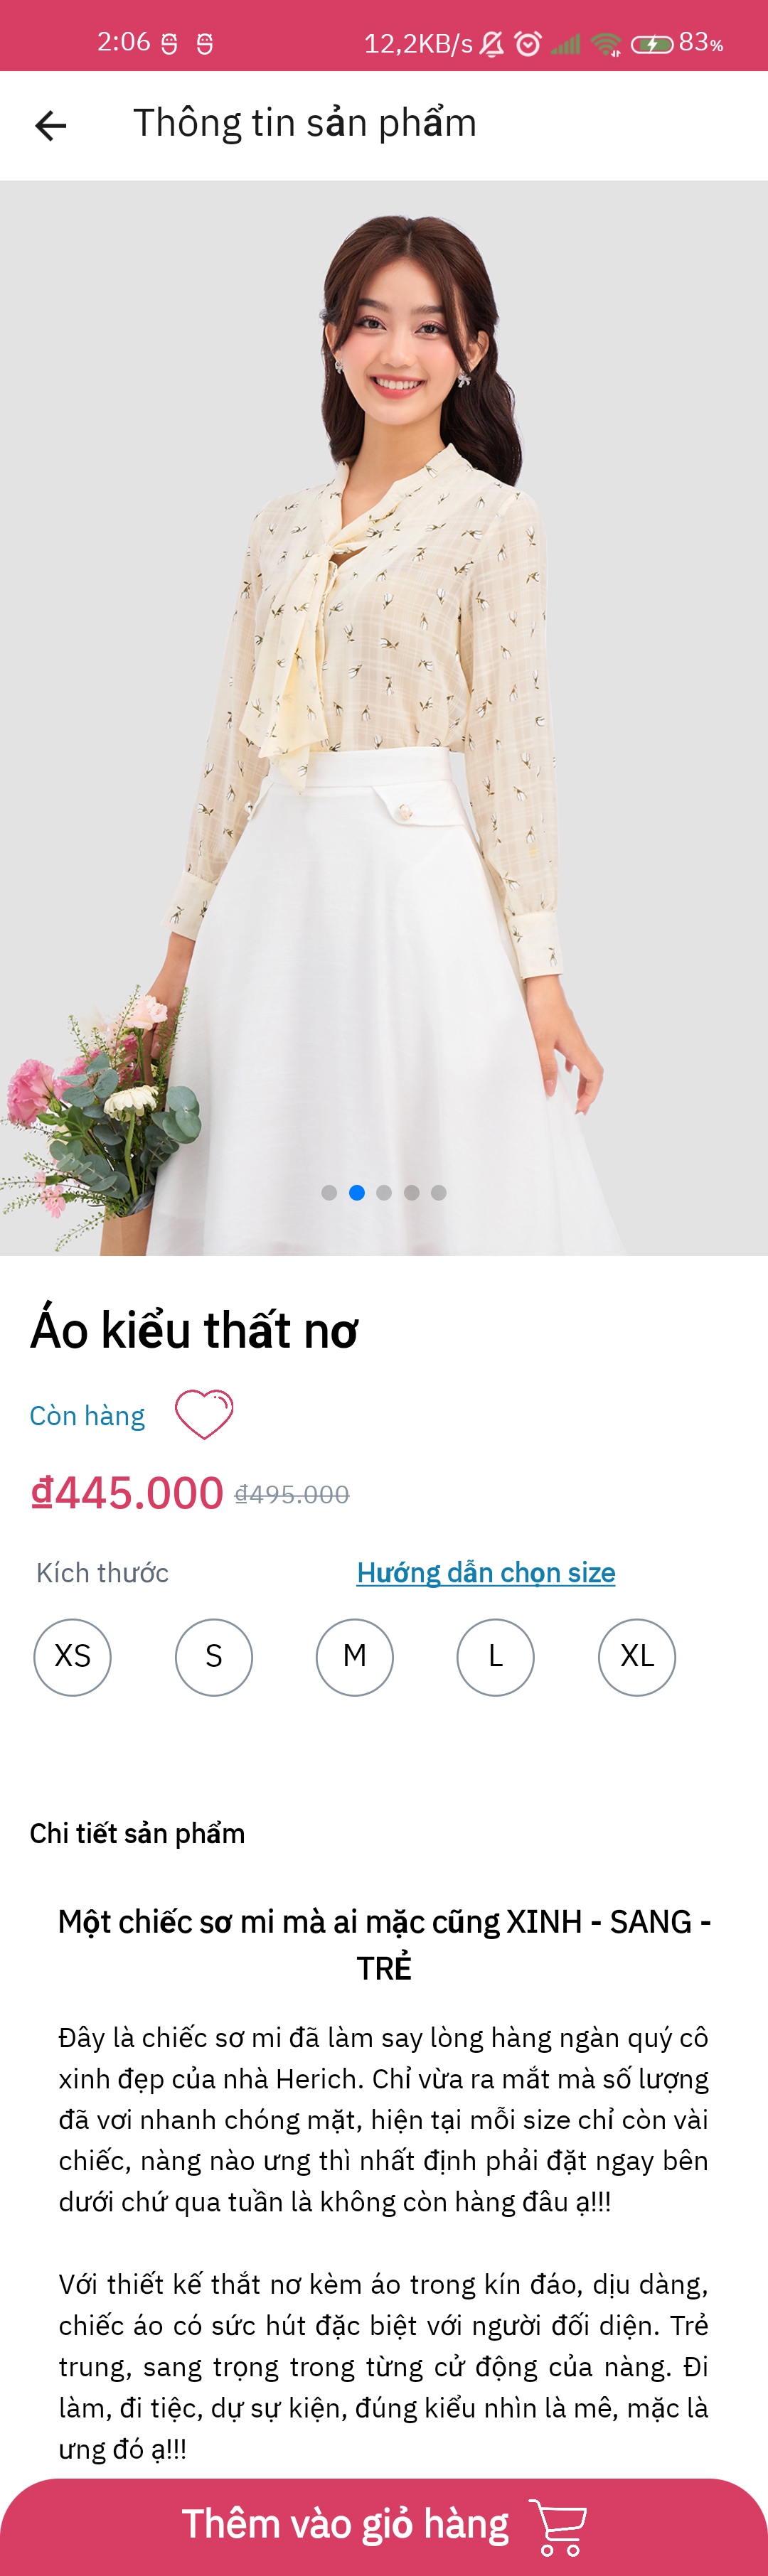 2:06
12,2KB/s
83%
Thông tin sản phẩm
Áo kiểu thất nơ
Còn hàng
₫445.000 ₫495.000
Kích thước
Hướng dẫn chọn size
XS S M L XL
Chi tiết sản phẩm
Một chiếc sơ mi mà ai mặc cũng XINH - SANG -
TRẺ
Đây là chiếc sơ mi đã làm say lòng hàng ngàn quý cô
xinh đẹp của nhà Herich. Chỉ vừa ra mắt mà số lượng
đã vơi nhanh chóng mặt, hiện tại mỗi size chỉ còn vài
chiếc, nàng nào ưng thì nhất định phải đặt ngay bên
dưới chứ qua tuần là không còn hàng đâu ạ!!!
Với thiết kế thắt nơ kèm áo trong kín đáo, dịu dàng,
chiếc áo có sức hút đặc biệt với người đối diện. Trẻ
trung, sang trọng trong từng cử động của nàng. Đi
làm, đi tiệc, dự sự kiện, đúng kiểu nhìn là mê, mặc là
ưng đó ạ!!!
Thêm vào giỏ hàng